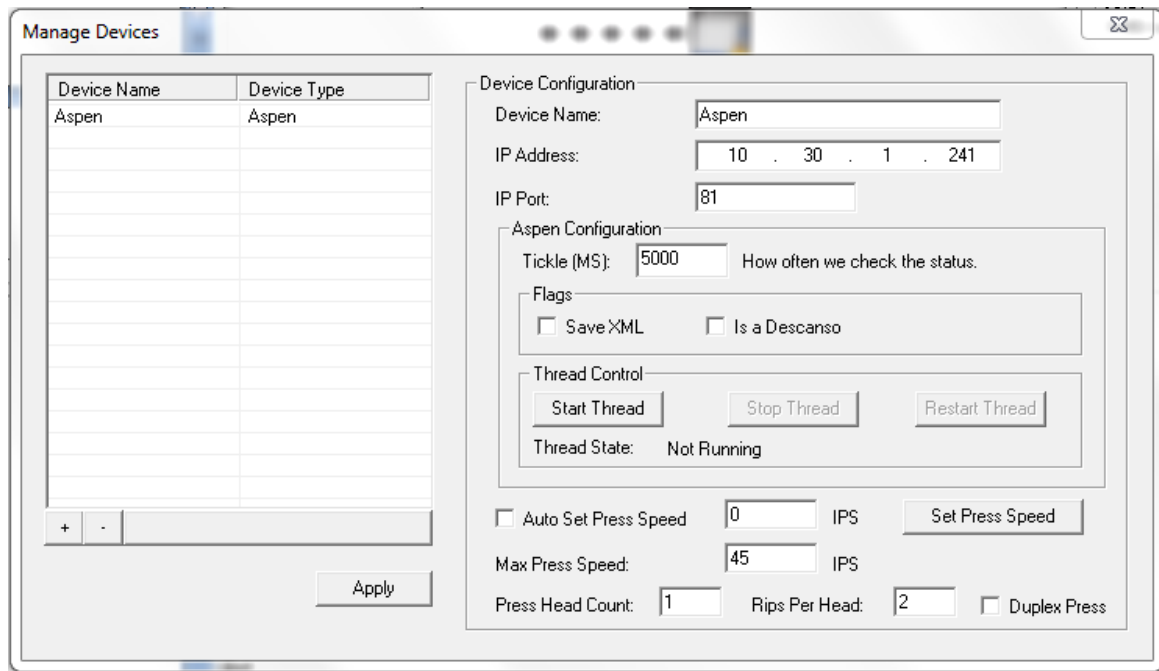 Manage Devices
Device Name Device Type
Aspen Aspen
+ -
Apply
Device Configuration
Device Name: Aspen
IP Address: 10 . 30 . 1 . 241
IP Port: 81
Aspen Configuration
Tickle (MS): 5000 How often we check the status.
Flags
Save XML Is a Descanso
Thread Control
Start Thread Stop Thread Restart Thread
Thread State: Not Running
Auto Set Press Speed 0 IPS Set Press Speed
Max Press Speed: 45 IPS
Press Head Count: 1 Rips Per Head: 2 Duplex Press